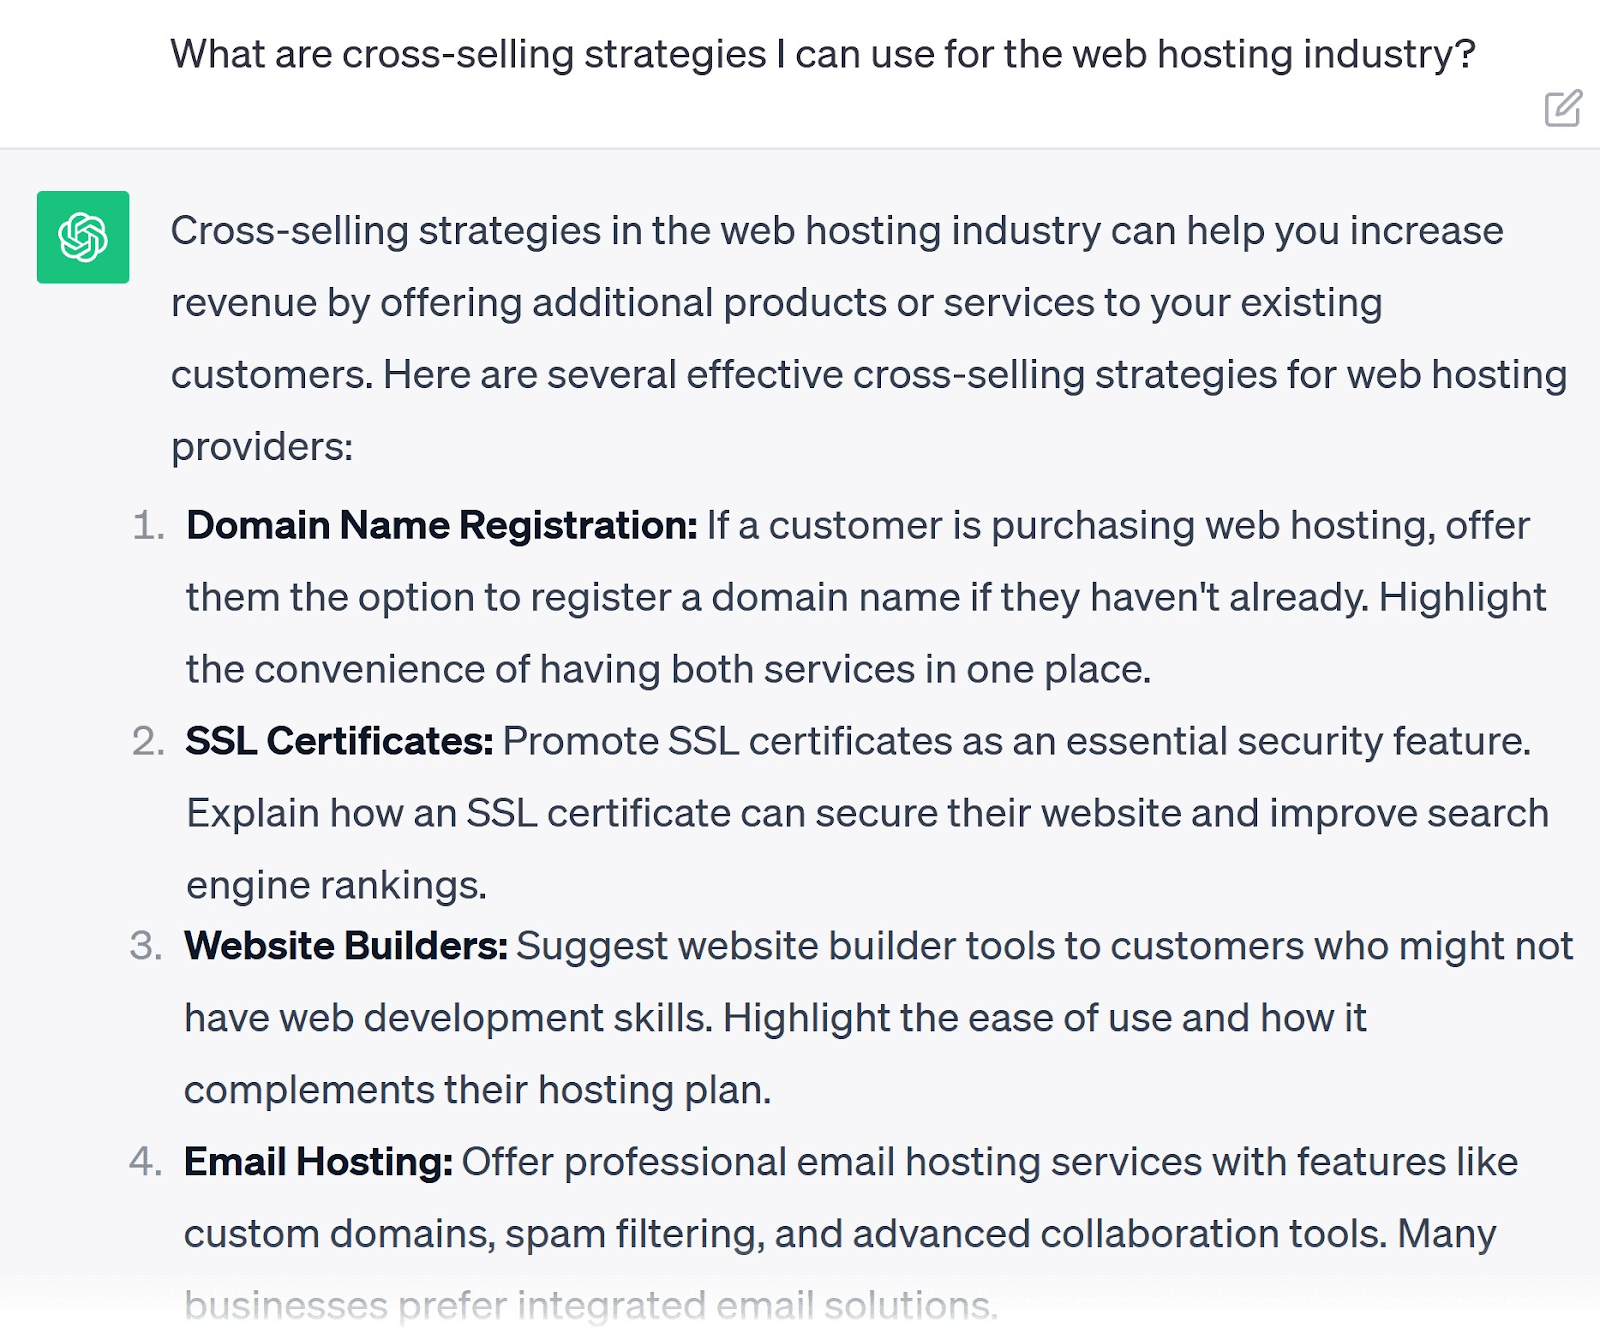 What are cross-selling strategies I can use for the web hosting industry?
Cross-selling strategies in the web hosting industry can help you increase
revenue by offering additional products or services to your existing
customers. Here are several effective cross-selling strategies for web hosting
providers:
1. Domain Name Registration: If a customer is purchasing web hosting, offer
them the option to register a domain name if they haven't already. Highlight
the convenience of having both services in one place.
2. SSL Certificates: Promote SSL certificates as an essential security feature.
Explain how an SSL certificate can secure their website and improve search
engine rankings.
3. Website Builders: Suggest website builder tools to customers who might not
have web development skills. Highlight the ease of use and how it
complements their hosting plan.
4. Email Hosting: Offer professional email hosting services with features like
custom domains, spam filtering, and advanced collaboration tools. Many
businesses prefer integrated email solutions.